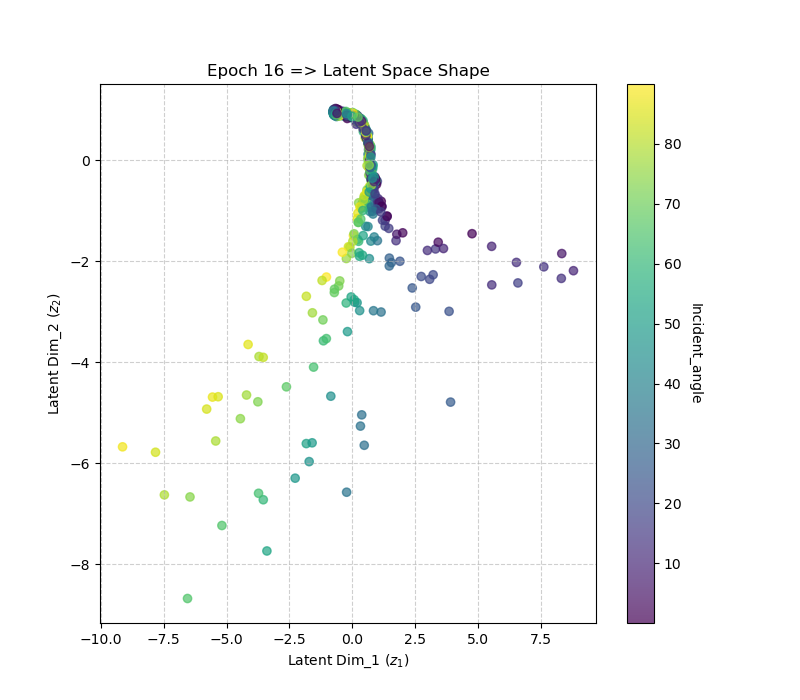 Epoch 16 => Latent Space Shape
Latent Dim_2 (z₂)
0
−2
−4
−6
−8
−10.0 −7.5 −5.0 −2.5 0.0 2.5 5.0 7.5
Latent Dim_1 (z₁)
80
70
60
50
40
30
20
10
Incident_angle